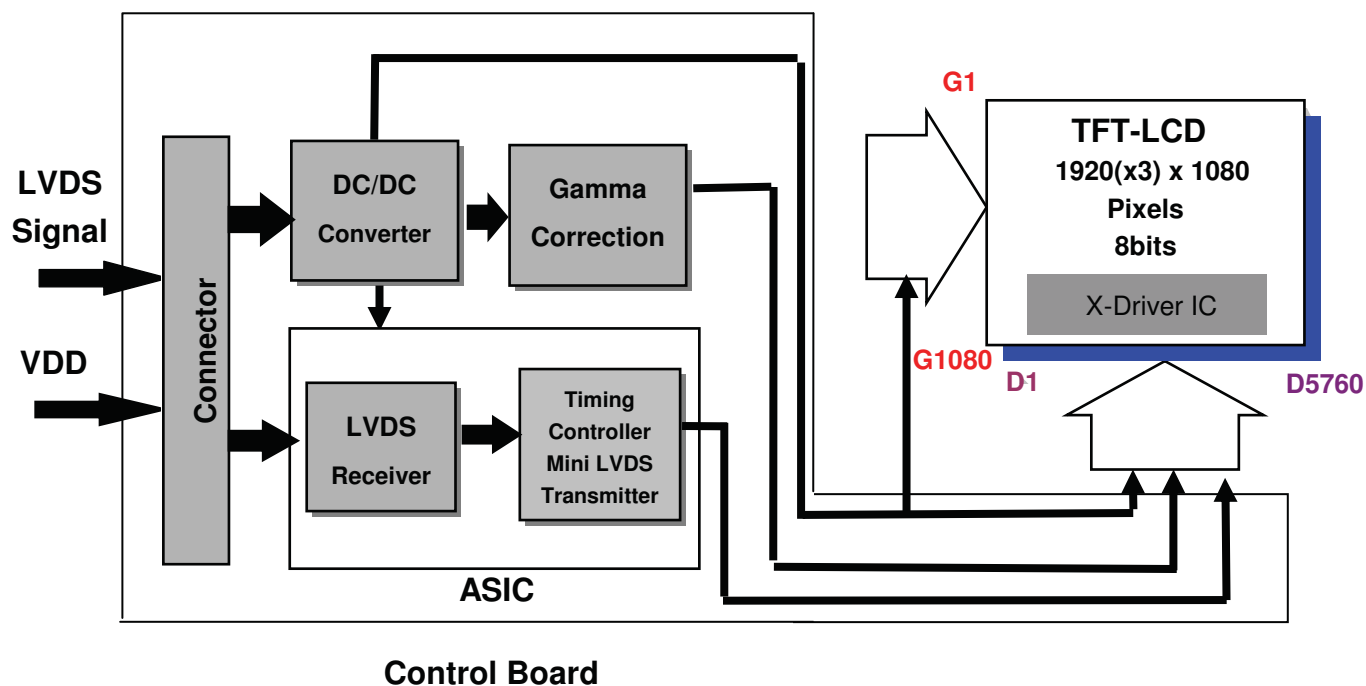 G1
TFT-LCD
1920(x3) x 1080
Pixels
8bits
X-Driver IC
LVDS
Signal
VDD
Connector
DC/DC
Converter
Gamma
Correction
G1080
D1
D5760
LVDS
Receiver
Timing
Controller
Mini LVDS
Transmitter
ASIC
Control Board